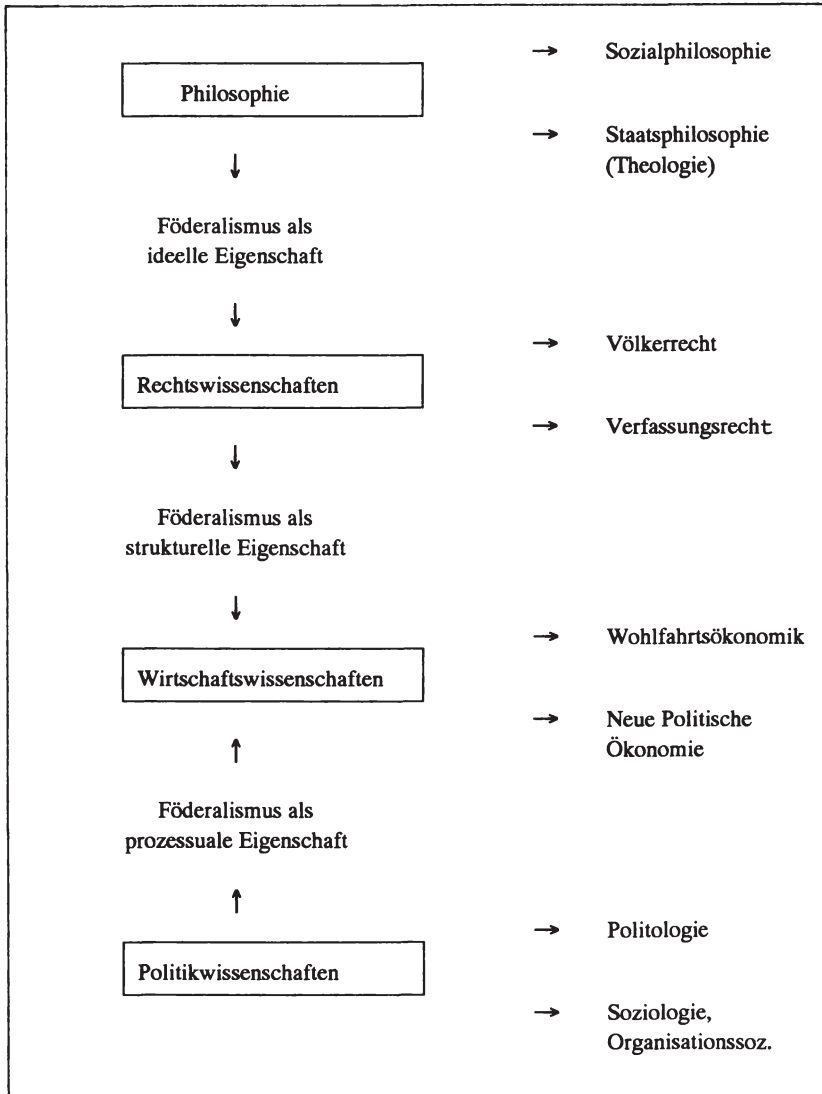 → Sozialphilosophie
Philosophie
→ Staatsphilosophie
(Theologie)
↓
Föderalismus als
ideelle Eigenschaft
↓
→ Völkerrecht
Rechtswissenschaften
→ Verfassungsrecht
↓
Föderalismus als
strukturelle Eigenschaft
↓
→ Wohlfahrtsökonomik
Wirtschaftswissenschaften
→ Neue Politische
Ökonomie
↑
Föderalismus als
prozessuale Eigenschaft
↑
→ Politologie
Politikwissenschaften
→ Soziologie,
Organisationssoz.